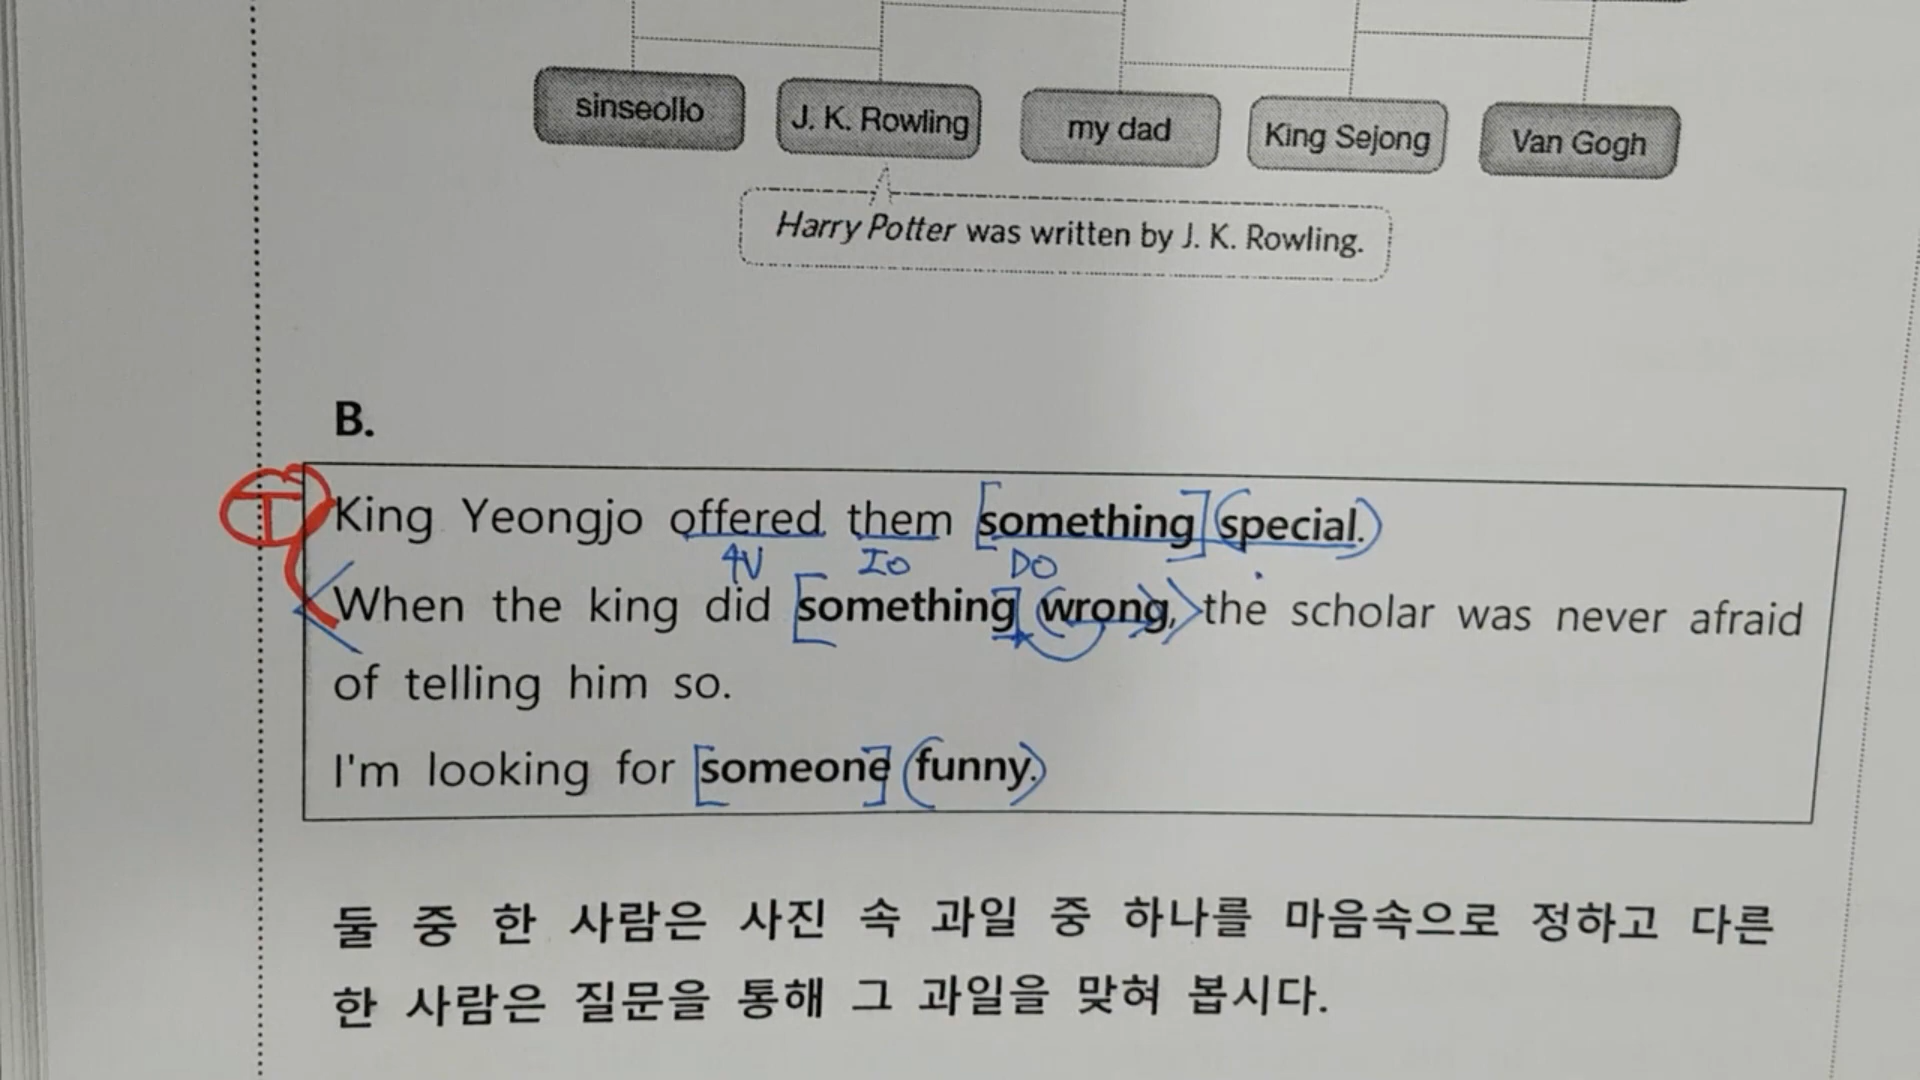 sinseollo
J. K. Rowling
my dad
King Sejong
Van Gogh
Harry Potter was written by J. K. Rowling.
B.
T
King Yeongjo offered them something special.
4V IO DO
When the king did something wrong, the scholar was never afraid
of telling him so.
I'm looking for someone funny.
둘 중 한 사람은 사진 속 과일 중 하나를 마음속으로 정하고 다른
한 사람은 질문을 통해 그 과일을 맞혀 봅시다.